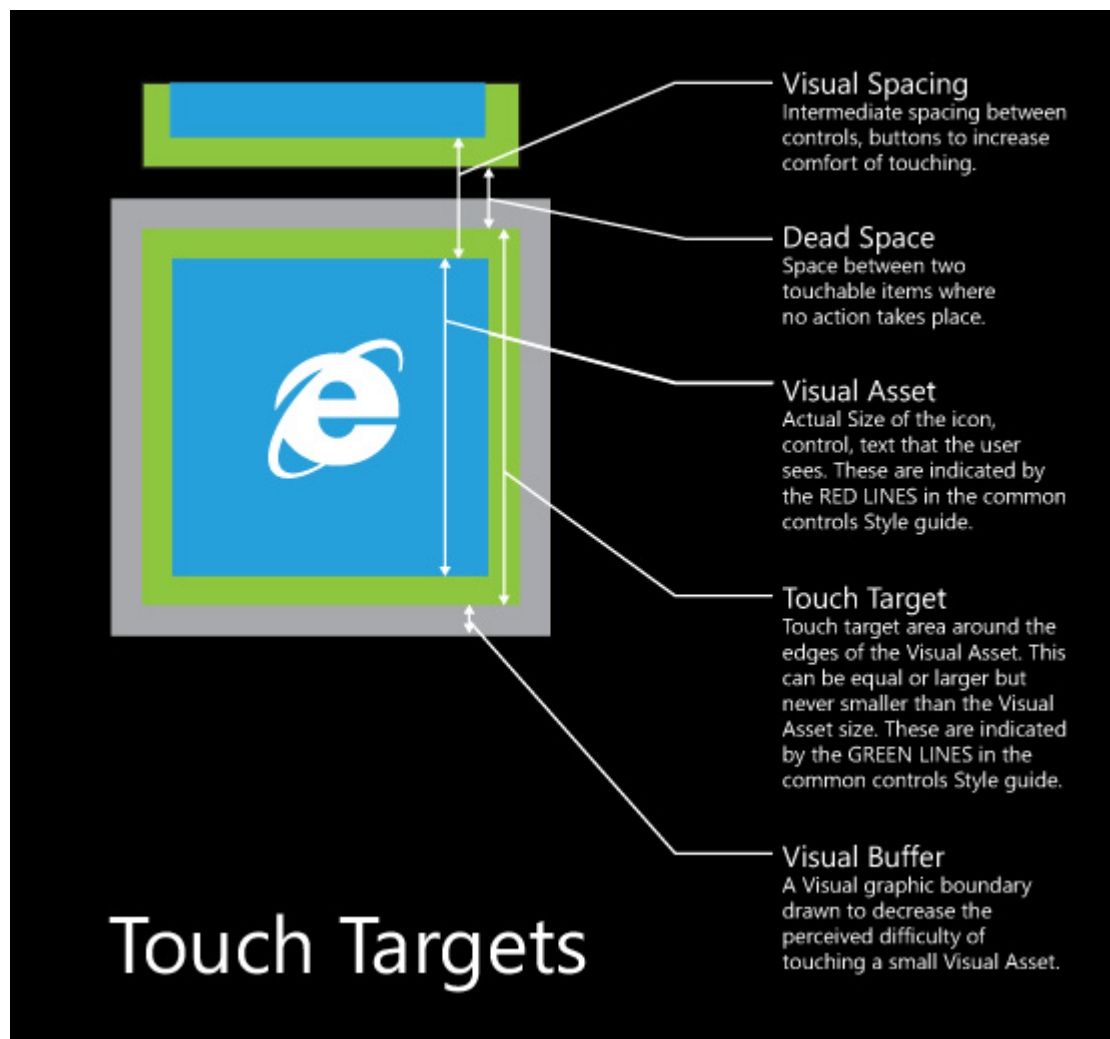 Visual Spacing
Intermediate spacing between
controls, buttons to increase
comfort of touching.
Dead Space
Space between two
touchable items where
no action takes place.
Visual Asset
Actual Size of the icon,
control, text that the user
sees. These are indicated by
the RED LINES in the common
controls Style guide.
Touch Target
Touch target area around the
edges of the Visual Asset. This
can be equal or larger but
never smaller than the Visual
Asset size. These are indicated
by the GREEN LINES in the
common controls Style guide.
Visual Buffer
A Visual graphic boundary
drawn to decrease the
perceived difficulty of
touching a small Visual Asset.
Touch Targets